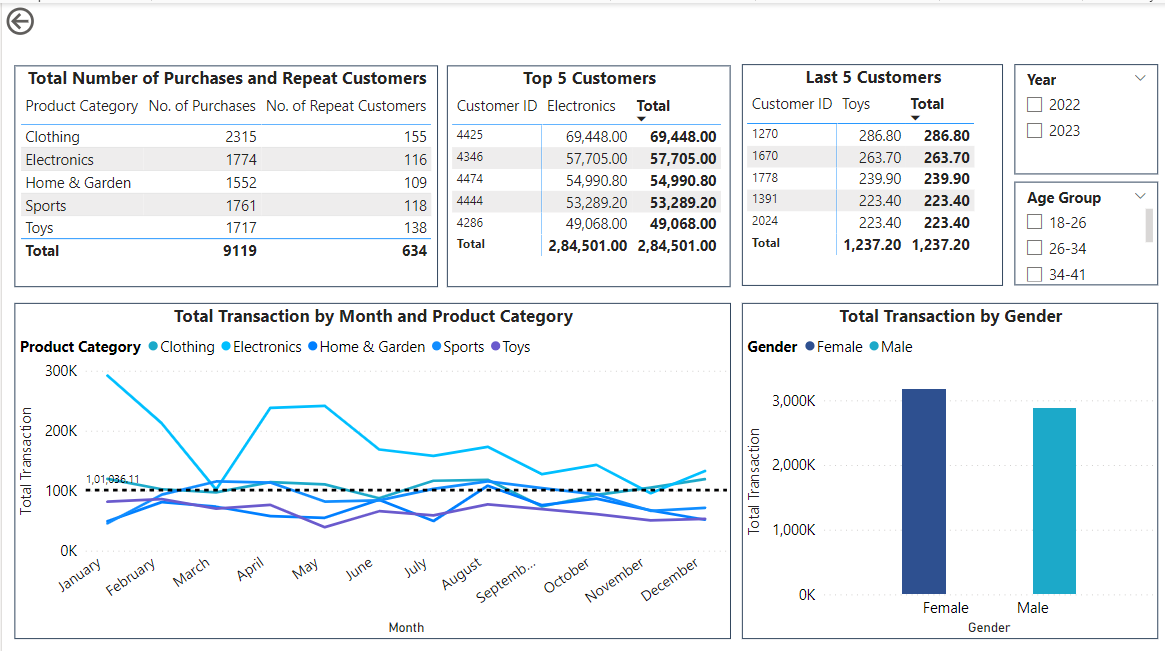 Total Number of Purchases and Repeat Customers
Product Category No. of Purchases No. of Repeat Customers
Clothing 2315 155
Electronics 1774 116
Home & Garden 1552 109
Sports 1761 118
Toys 1717 138
Total 9119 634
Top 5 Customers
Customer ID Electronics Total
4425 69,448.00 69,448.00
4346 57,705.00 57,705.00
4474 54,990.80 54,990.80
4444 53,289.20 53,289.20
4286 49,068.00 49,068.00
Total 2,84,501.00 2,84,501.00
Last 5 Customers
Customer ID Toys Total
1270 286.80 286.80
1670 263.70 263.70
1778 239.90 239.90
1391 223.40 223.40
2024 223.40 223.40
Total 1,237.20 1,237.20
Year
2022
2023
Age Group
18-26
26-34
34-41
Total Transaction by Month and Product Category
Product Category Clothing Electronics Home & Garden Sports Toys
Total Transaction
300K
200K
1,01,036.11
100K
0K
January February March April May June July August Septemb... October November December
Month
Total Transaction by Gender
Gender Female Male
Total Transaction
3,000K
2,000K
1,000K
0K
Female Male
Gender